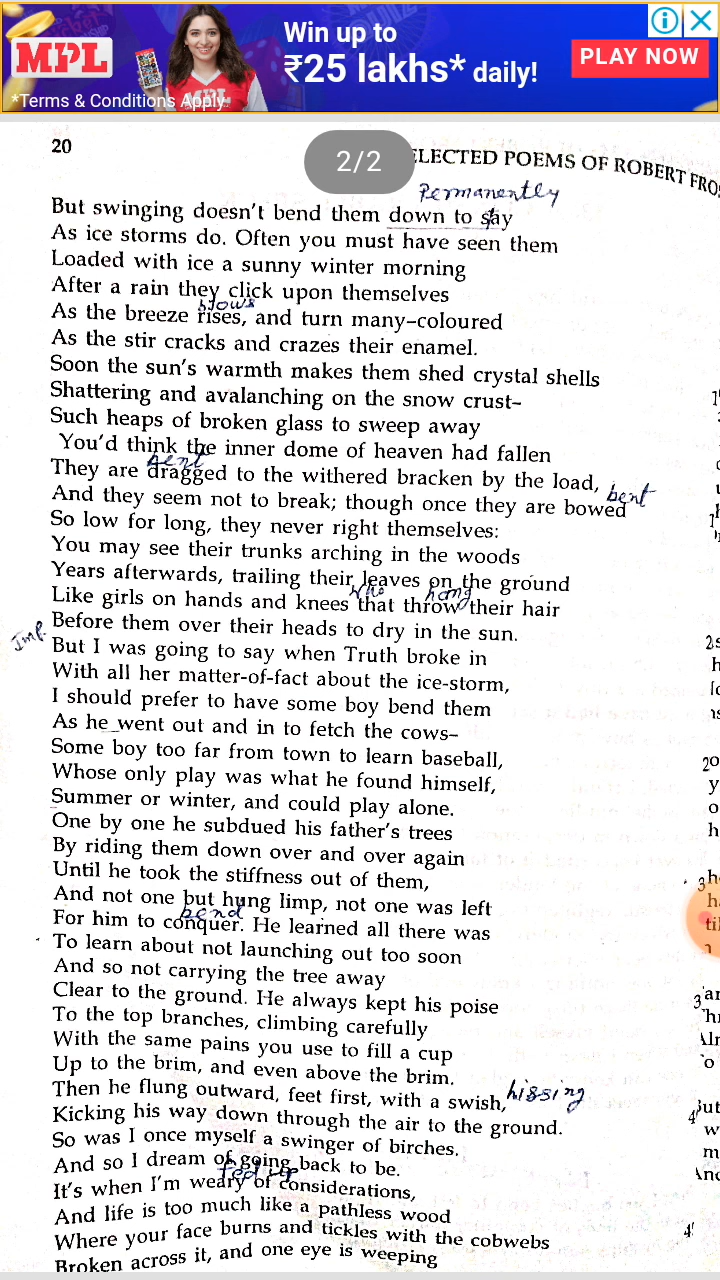 MPL
Win up to
₹25 lakhs* daily!
PLAY NOW
*Terms & Conditions Apply
MPL
20
2/2
ELECTED POEMS OF ROBERT FROS
Permanently
But swinging doesn't bend them down to stay
As ice storms do. Often you must have seen them
Loaded with ice a sunny winter morning
After a rain they click upon themselves
blows
As the breeze rises, and turn many-coloured
As the stir cracks and crazes their enamel.
Soon the sun's warmth makes them shed crystal shells
Shattering and avalanching on the snow crust-
Such heaps of broken glass to sweep away
You'd think the inner dome of heaven had fallen
bent
They are dragged to the withered bracken by the load,
bent
And they seem not to break; though once they are bowed
So low for long, they never right themselves:
You may see their trunks arching in the woods
Years afterwards, trailing their leaves on the ground
who hang
Like girls on hands and knees that throw their hair
Before them over their heads to dry in the sun.
Imp.
But I was going to say when Truth broke in
With all her matter-of-fact about the ice-storm,
I should prefer to have some boy bend them
As he went out and in to fetch the cows-
Some boy too far from town to learn baseball,
Whose only play was what he found himself,
Summer or winter, and could play alone.
One by one he subdued his father's trees
By riding them down over and over again
Until he took the stiffness out of them,
And not one but hung limp, not one was left
bend
For him to conquer. He learned all there was
To learn about not launching out too soon
And so not carrying the tree away
Clear to the ground. He always kept his poise
To the top branches, climbing carefully
With the same pains you use to fill a cup
Up to the brim, and even above the brim.
Then he flung outward, feet first, with a swish, hissing
Kicking his way down through the air to the ground.
So was I once myself a swinger of birches.
And so I dream of going back to be.
fed up
It's when I'm weary of considerations,
And life is too much like a pathless wood
Where your face burns and tickles with the cobwebs
Broken across it, and one eye is weeping